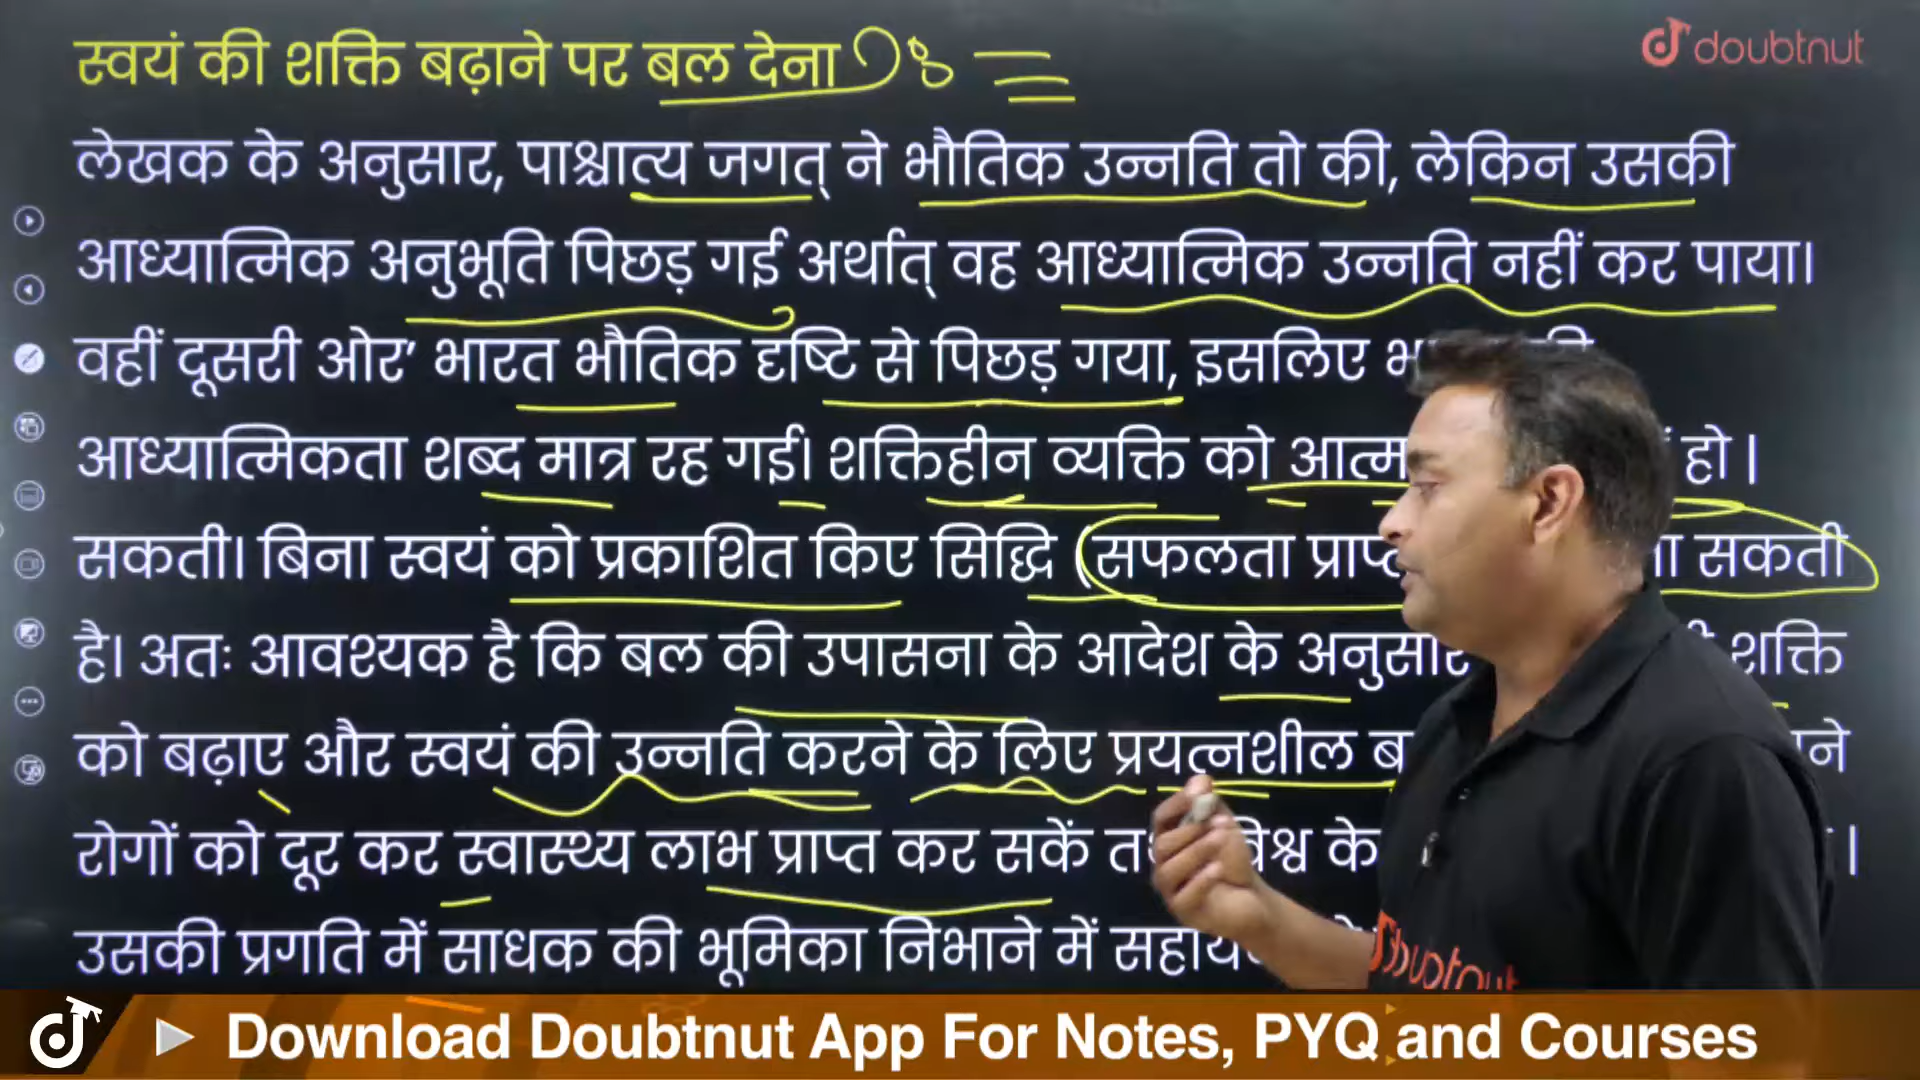 स्वयं की शक्ति बढ़ाने पर बल देना
doubtnut
लेखक के अनुसार, पाश्चात्य जगत् ने भौतिक उन्नति तो की, लेकिन उसकी
आध्यात्मिक अनुभूति पिछड़ गई अर्थात् वह आध्यात्मिक उन्नति नहीं कर पाया।
वहीं दूसरी ओर’ भारत भौतिक दृष्टि से पिछड़ गया, इसलिए
आध्यात्मिकता शब्द मात्र रह गई। शक्तिहीन व्यक्ति को हो |
सकती। बिना स्वयं को प्रकाशित किए सिद्धि (सफलता सकती
है। अतः आवश्यक है कि बल की उपासना के आदेश के अनुसार शक्ति
को बढ़ाए और स्वयं की उन्नति करने के लिए प्रयत्नशील
रोगों को दूर कर स्वास्थ्य लाभ प्राप्त कर सकें के |
उसकी प्रगति में साधक की भूमिका निभाने में
doubtnut
Download Doubtnut App For Notes, PYQ and Courses